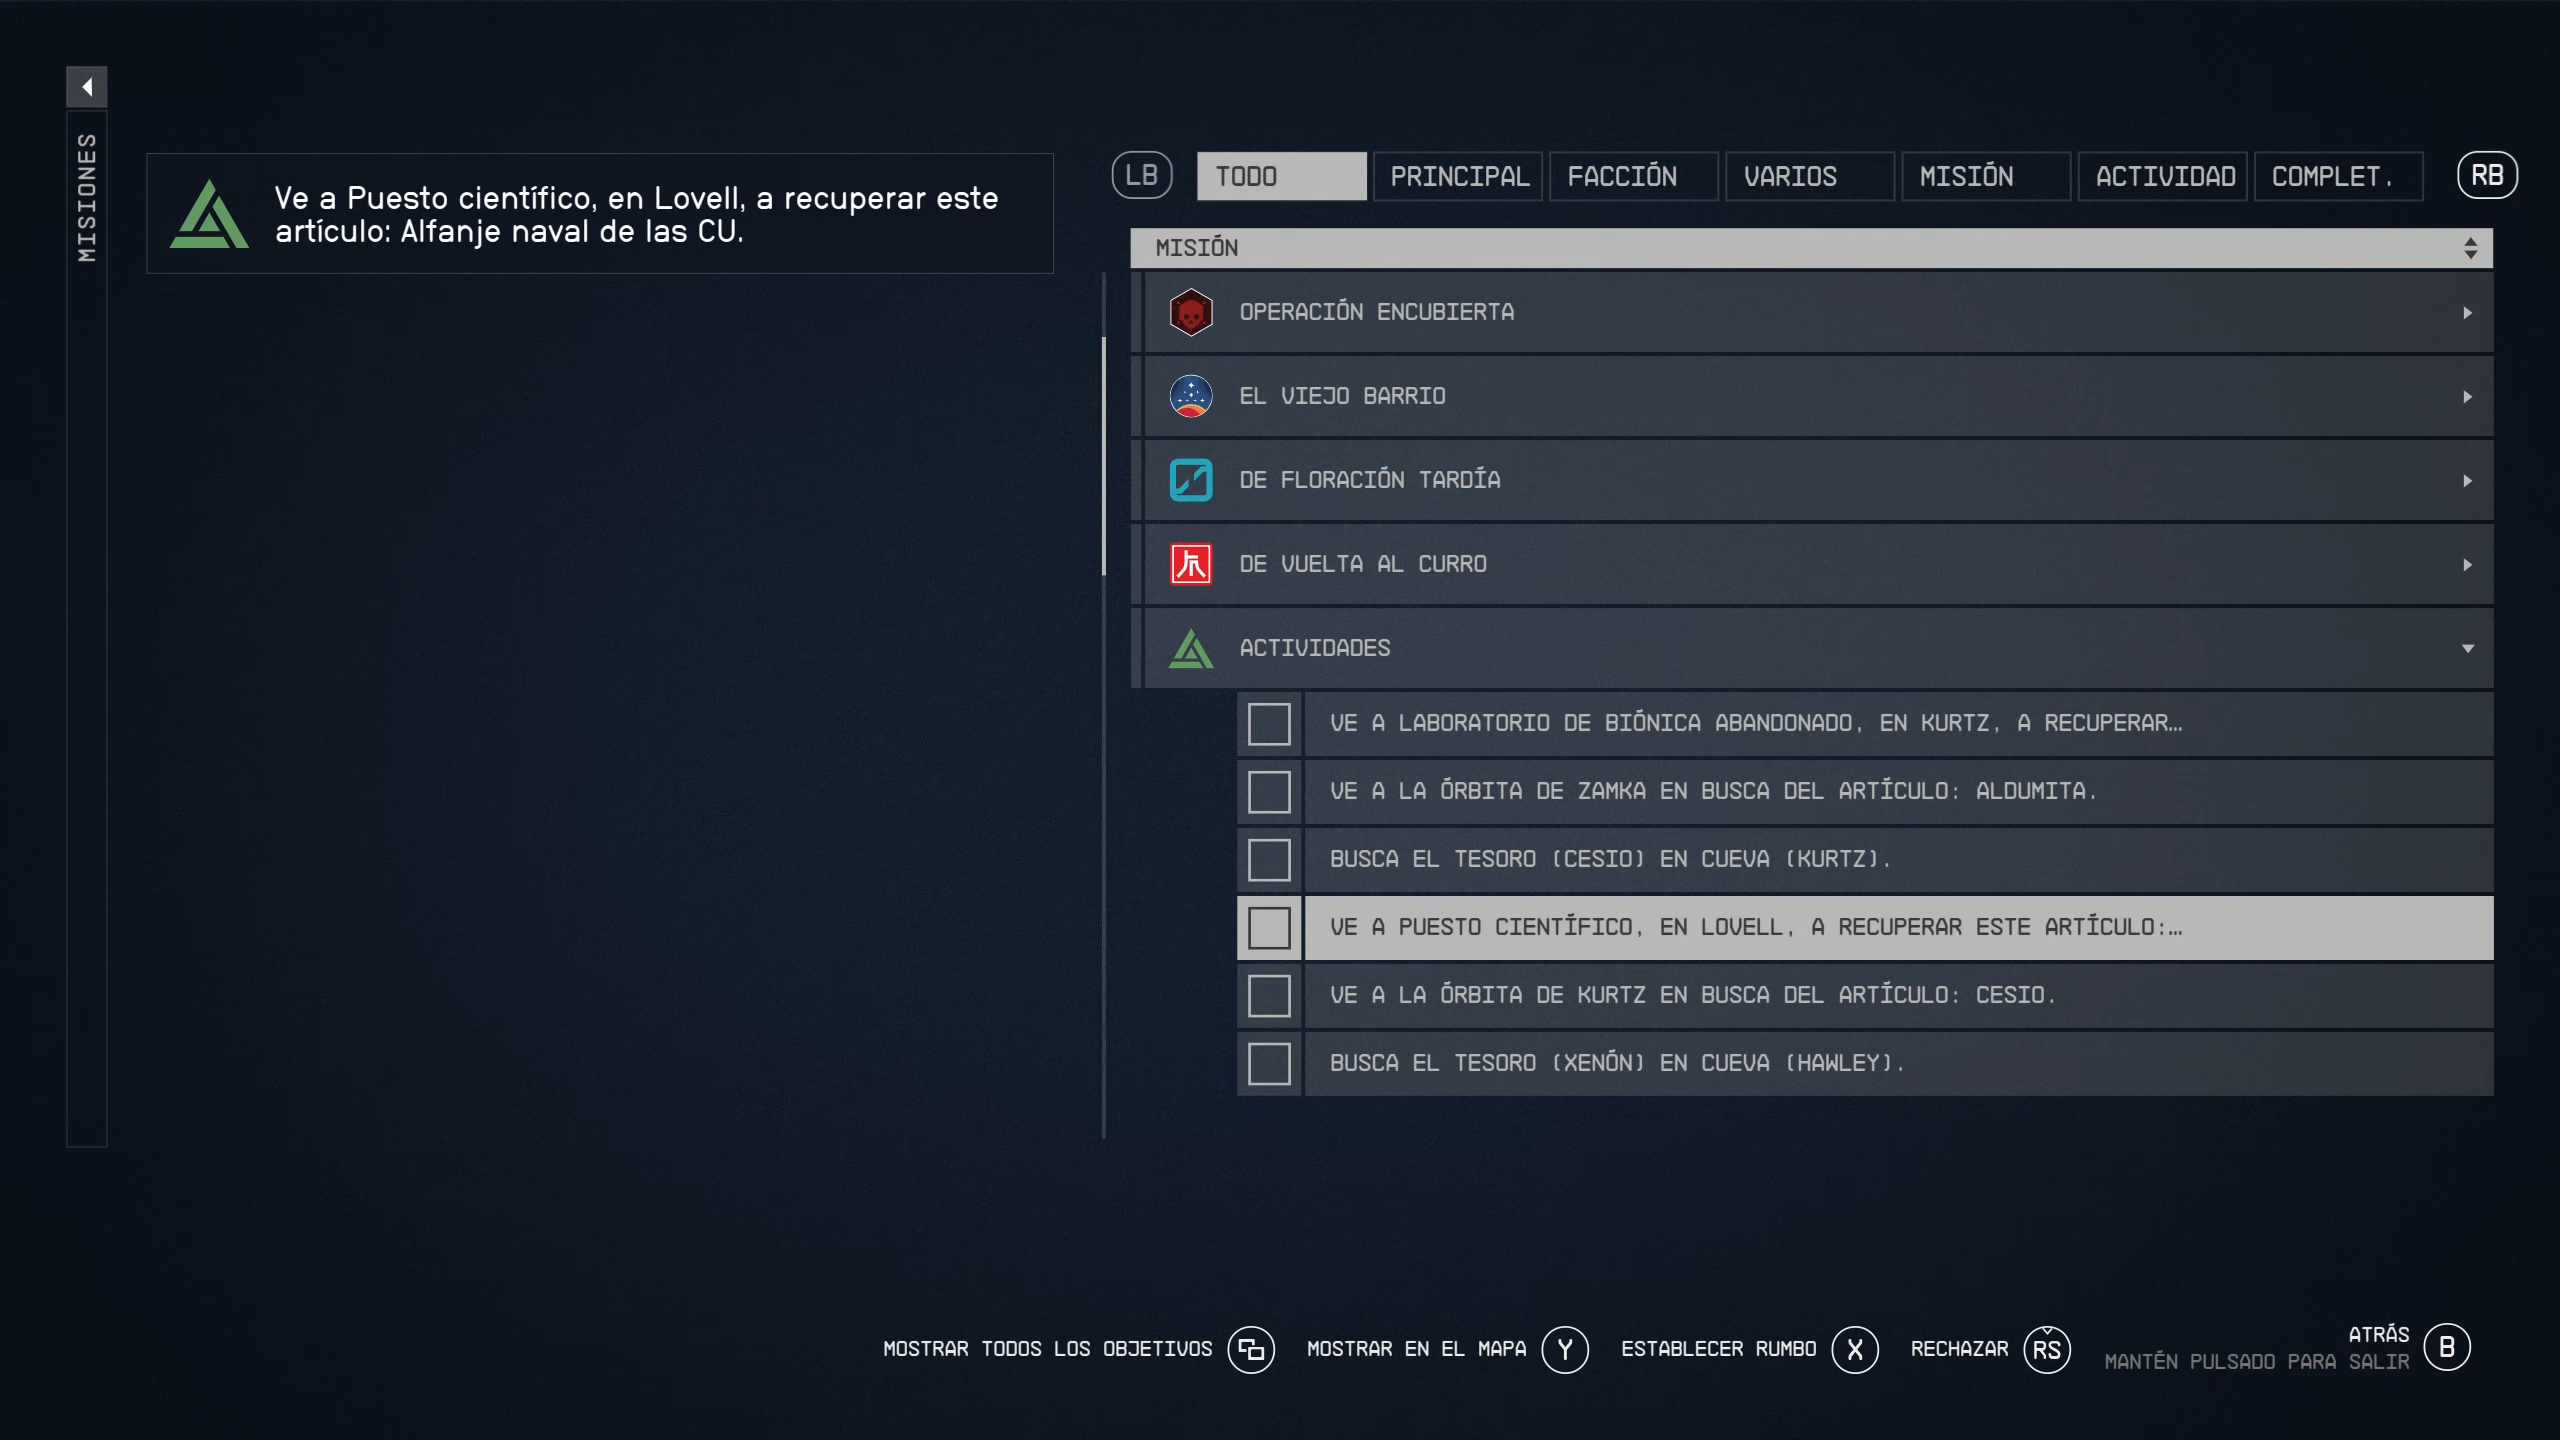 MISIONES
Ve a Puesto científico, en Lovell, a recuperar este
artículo: Alfanje naval de las CU.
LB
TODO
PRINCIPAL
FACCIÓN
VARIOS
MISIÓN
ACTIVIDAD
COMPLET.
RB
MISIÓN
OPERACIÓN ENCUBIERTA
EL VIEJO BARRIO
DE FLORACIÓN TARDÍA
DE VUELTA AL CURRO
ACTIVIDADES
VE A LABORATORIO DE BIÓNICA ABANDONADO, EN KURTZ, A RECUPERAR…
VE A LA ÓRBITA DE ZAMKA EN BUSCA DEL ARTÍCULO: ALDUMITA.
BUSCA EL TESORO (CESIO) EN CUEVA (KURTZ).
VE A PUESTO CIENTÍFICO, EN LOVELL, A RECUPERAR ESTE ARTÍCULO:…
VE A LA ÓRBITA DE KURTZ EN BUSCA DEL ARTÍCULO: CESIO.
BUSCA EL TESORO (XENÓN) EN CUEVA (HAWLEY).
MOSTRAR TODOS LOS OBJETIVOS
MOSTRAR EN EL MAPA Y
ESTABLECER RUMBO X
RECHAZAR RS
ATRÁS B
MANTÉN PULSADO PARA SALIR